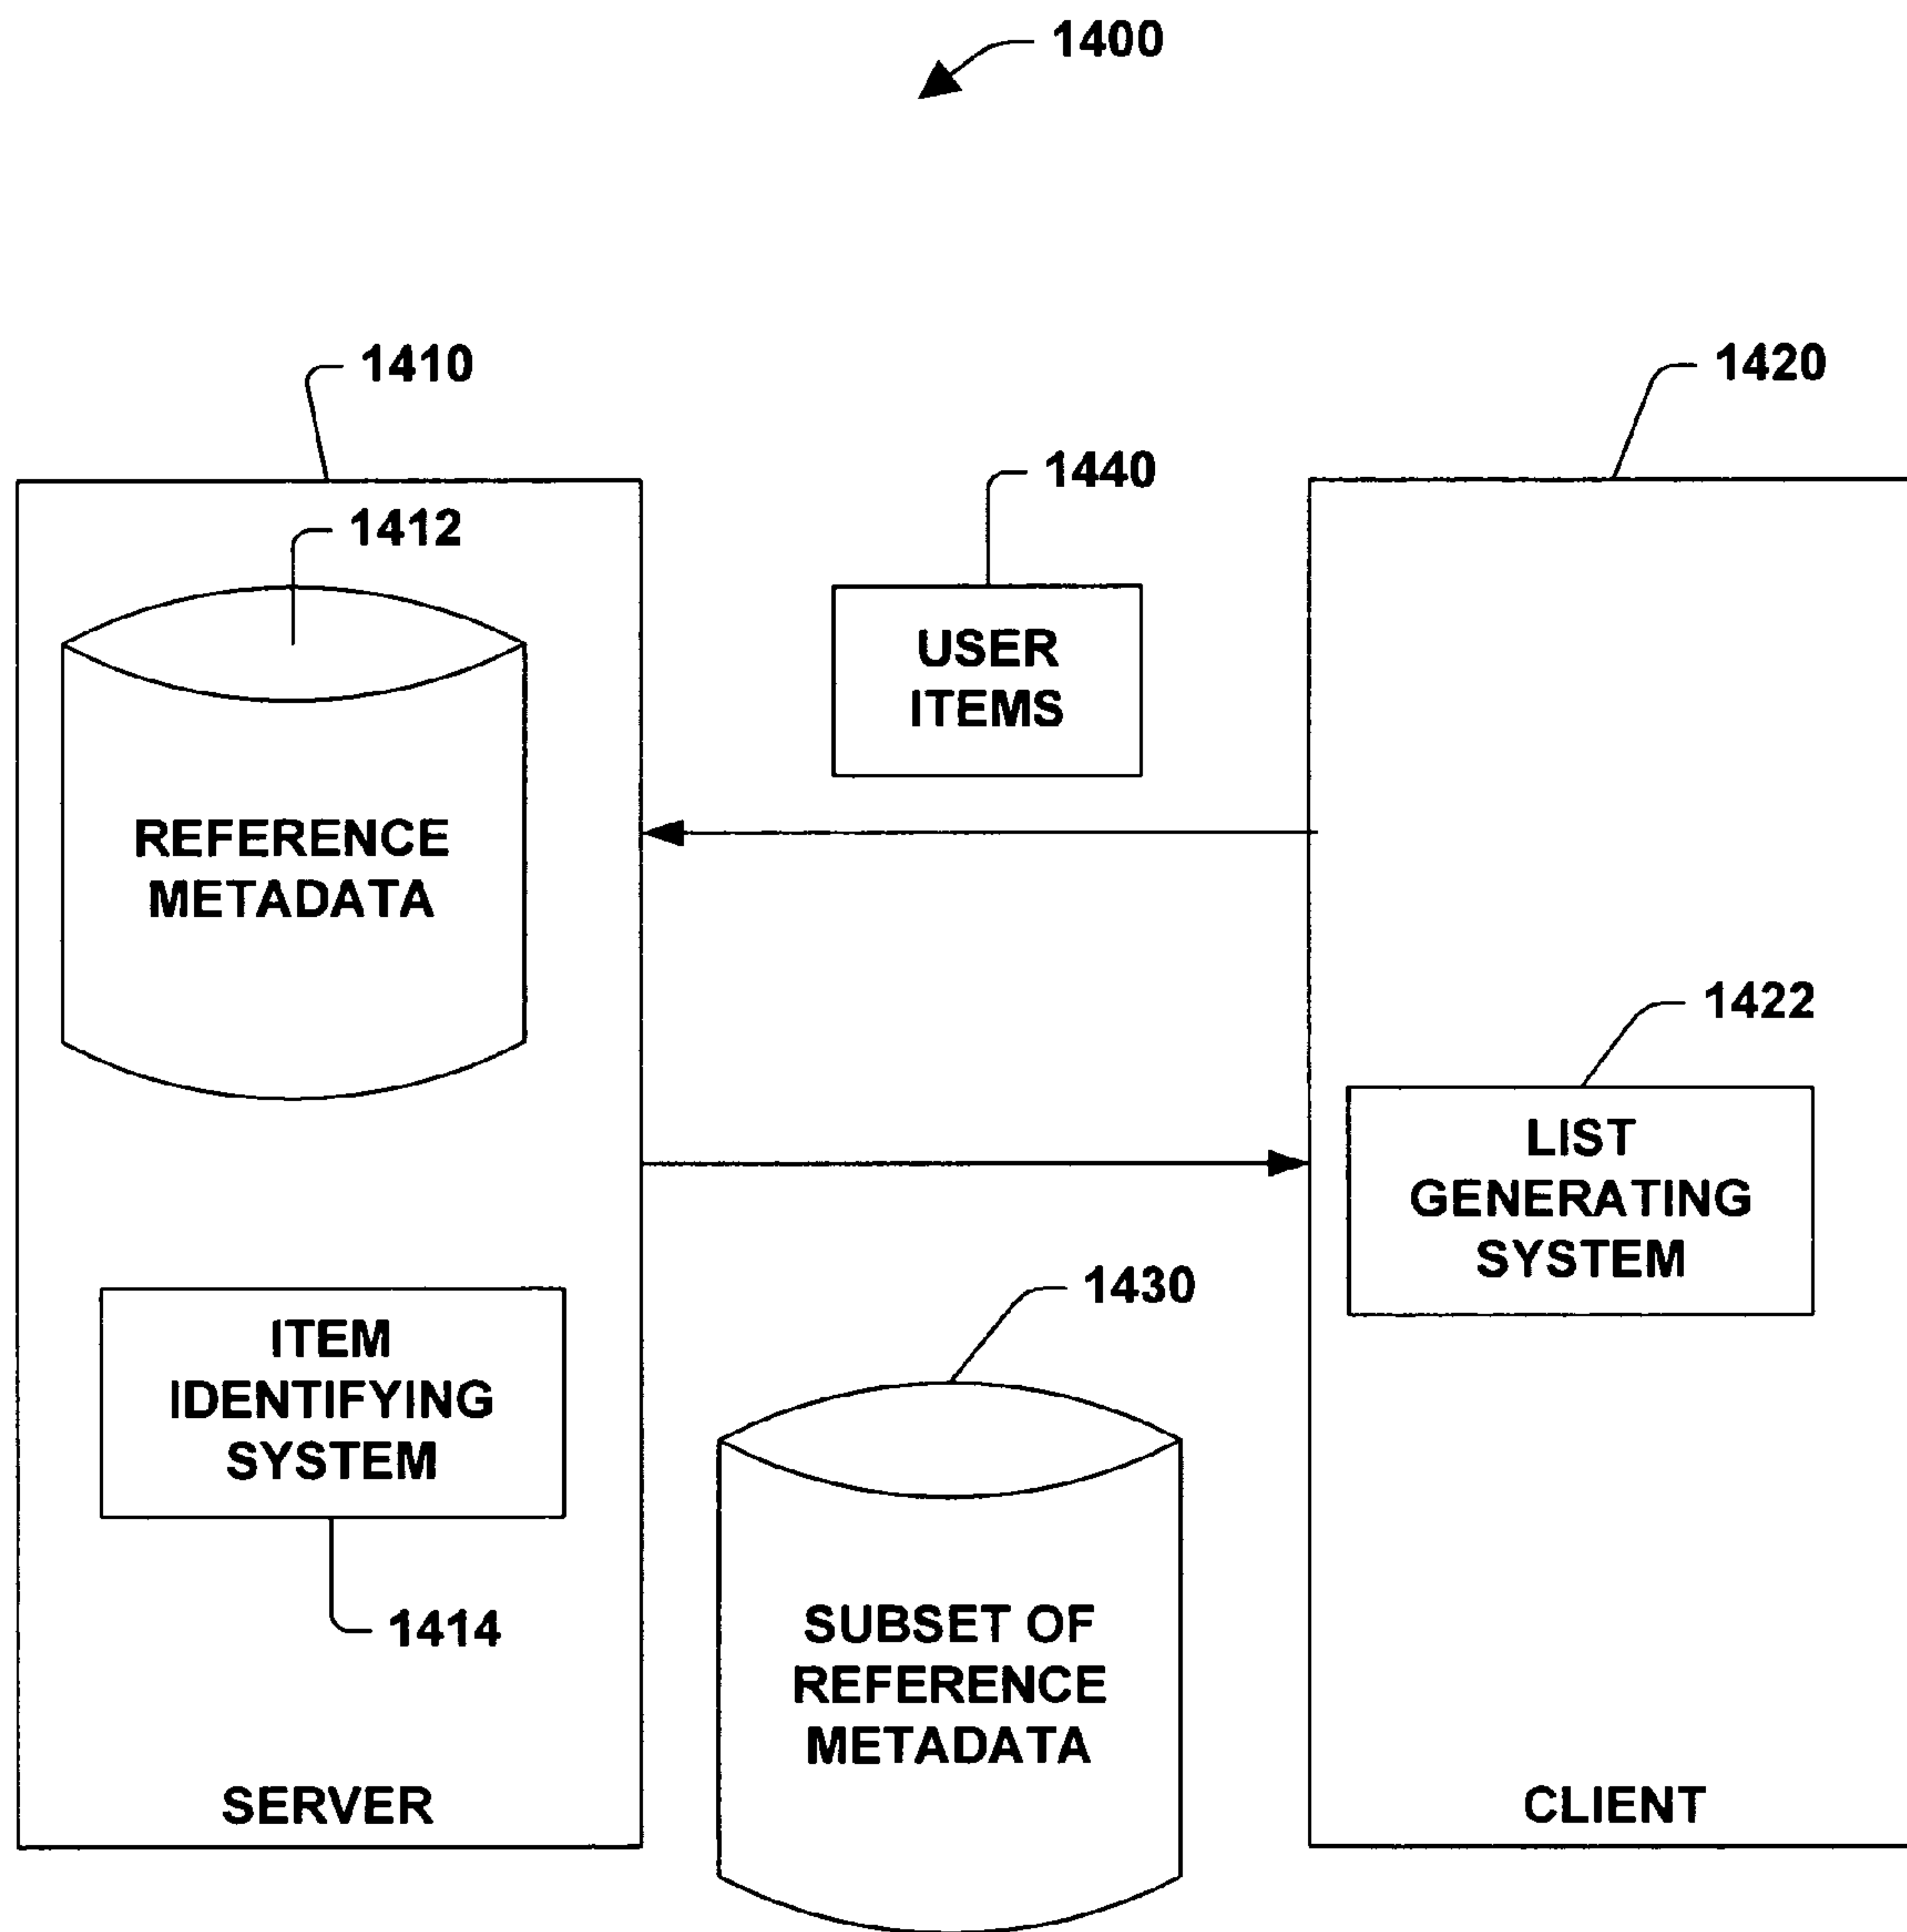 1400
1410
1420
1440
1412
USER
ITEMS
REFERENCE
METADATA
1422
LIST
GENERATING
SYSTEM
1430
ITEM
IDENTIFYING
SYSTEM
1414
SUBSET OF
REFERENCE
METADATA
SERVER
CLIENT